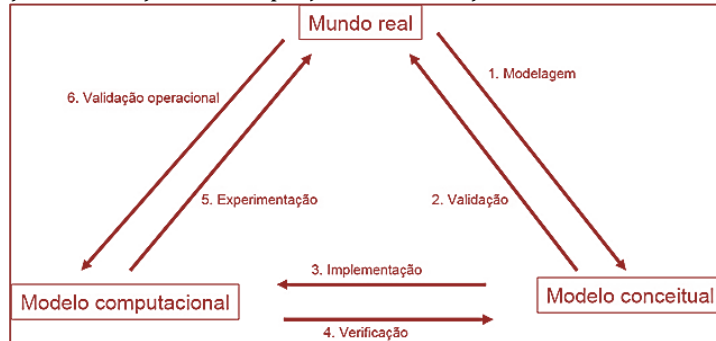 Mundo real
1. Modelagem
6. Validação operacional
5. Experimentação
2. Validação
3. Implementação
Modelo computacional
Modelo conceitual
4. Verificação